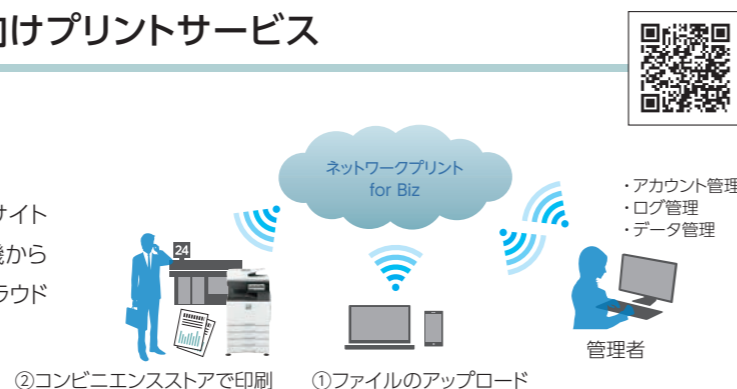 向けプリントサービス
ネットワークプリント
for Biz
・アカウント管理
・ログ管理
・データ管理
サイト
機から
ラウド
24
管理者
②コンビニエンスストアで印刷
①ファイルのアップロード